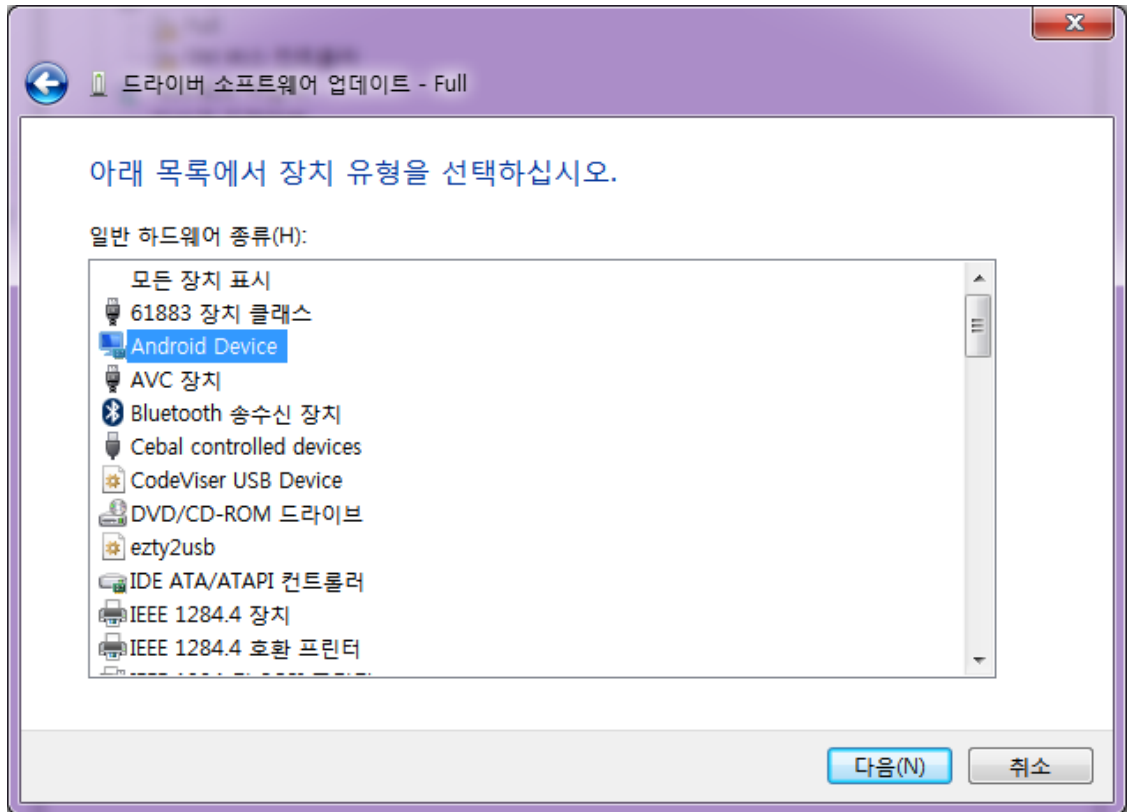 드라이버 소프트웨어 업데이트 - Full
아래 목록에서 장치 유형을 선택하십시오.
일반 하드웨어 종류(H):
모든 장치 표시
61883 장치 클래스
Android Device
AVC 장치
Bluetooth 송수신 장치
Cebal controlled devices
CodeViser USB Device
DVD/CD-ROM 드라이브
ezty2usb
IDE ATA/ATAPI 컨트롤러
IEEE 1284.4 장치
IEEE 1284.4 호환 프린터
다음(N)
취소